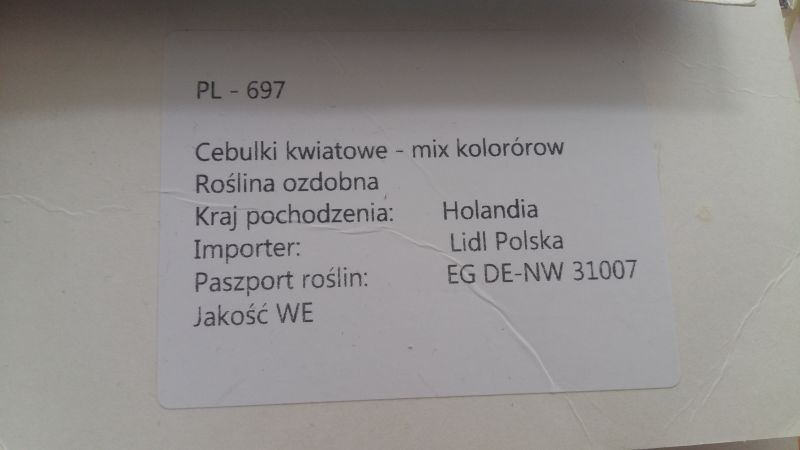 PL - 697
Cebulki kwiatowe - mix kolorórow
Roślina ozdobna
Kraj pochodzenia: Holandia
Importer: Lidl Polska
Paszport roślin: EG DE-NW 31007
Jakość WE